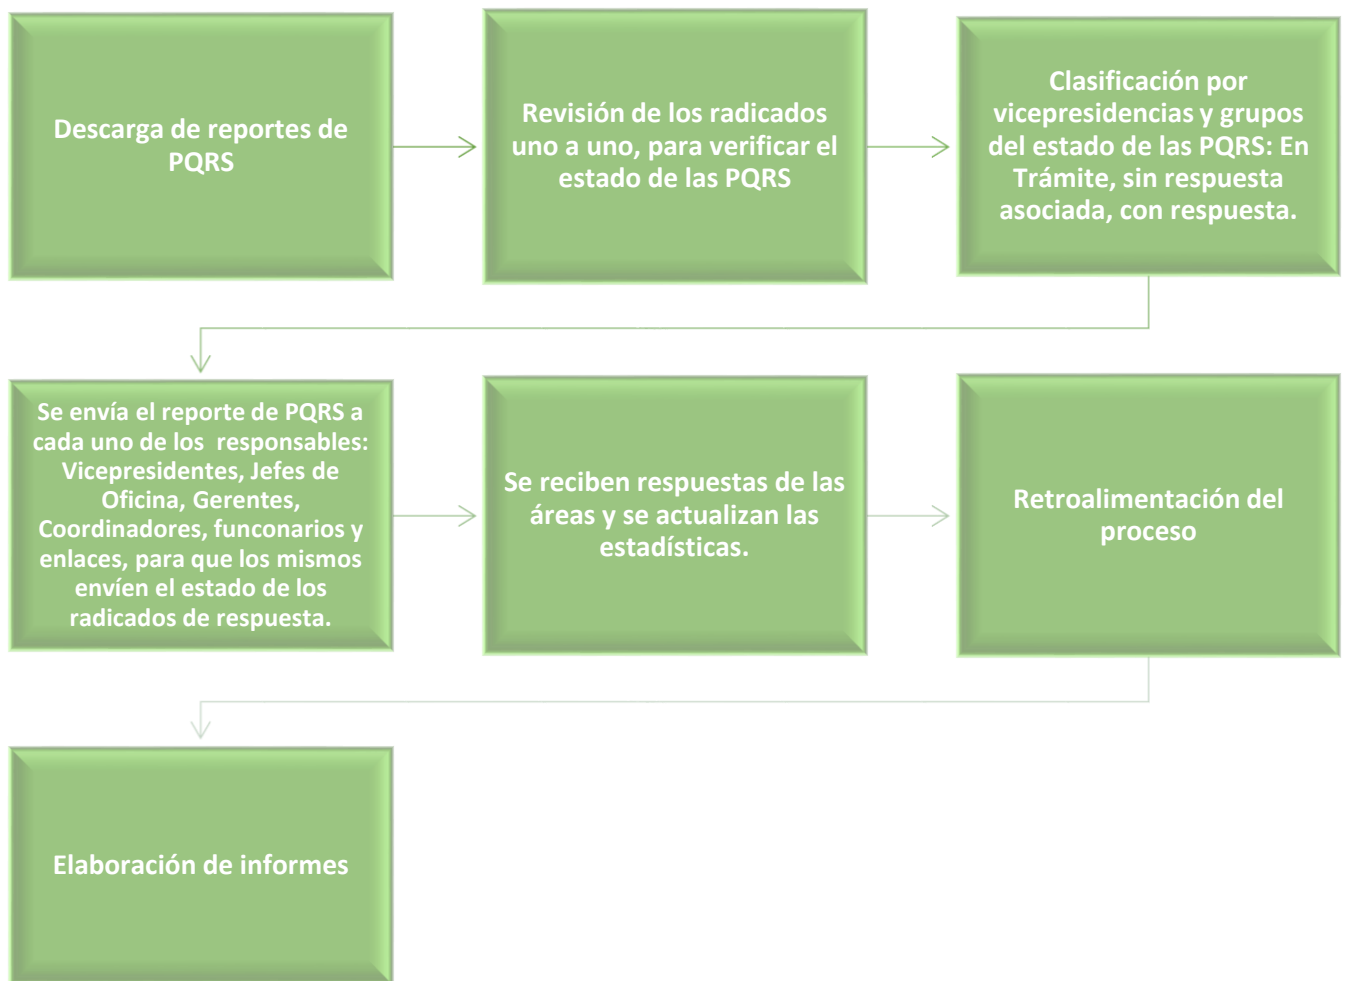 Descarga de reportes de
PQRS
Revisión de los radicados
uno a uno, para verificar el
estado de las PQRS
Clasificación por
vicepresidencias y grupos
del estado de las PQRS: En
Trámite, sin respuesta
asociada, con respuesta.
Se envía el reporte de PQRS a
cada uno de los  responsables:
Vicepresidentes, Jefes de
Oficina, Gerentes,
Coordinadores, funconarios y
enlaces, para que los mismos
envíen el estado de los
radicados de respuesta.
Se reciben respuestas de las
áreas y se actualizan las
estadísticas.
Retroalimentación del
proceso
Elaboración de informes